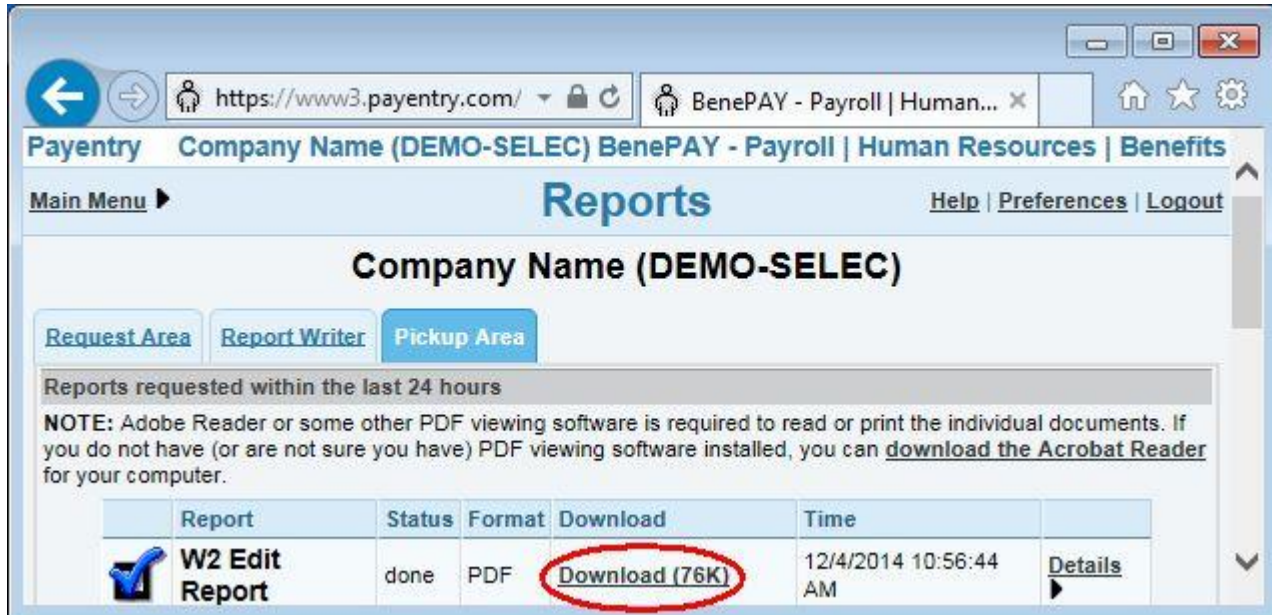 https://www3.payentry.com/
BenePAY - Payroll | Human...
Payentry Company Name (DEMO-SELEC) BenePAY - Payroll | Human Resources | Benefits
Main Menu Reports Help | Preferences | Logout
Company Name (DEMO-SELEC)
Request Area Report Writer Pickup Area
Reports requested within the last 24 hours
NOTE: Adobe Reader or some other PDF viewing software is required to read or print the individual documents. If
you do not have (or are not sure you have) PDF viewing software installed, you can download the Acrobat Reader
for your computer.
Report Status Format Download Time
W2 Edit Report done PDF Download (76K) 12/4/2014 10:56:44 AM Details